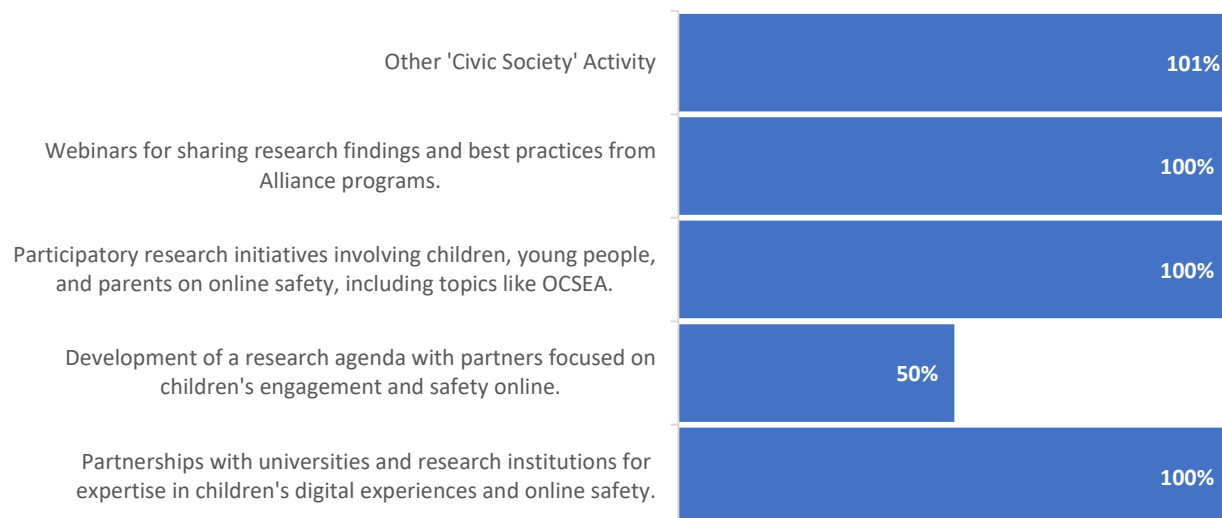 Other 'Civic Society' Activity
101%
Webinars for sharing research findings and best practices from
Alliance programs.
100%
Participatory research initiatives involving children, young people,
and parents on online safety, including topics like OCSEA.
100%
Development of a research agenda with partners focused on
children's engagement and safety online.
50%
Partnerships with universities and research institutions for
expertise in children's digital experiences and online safety.
100%